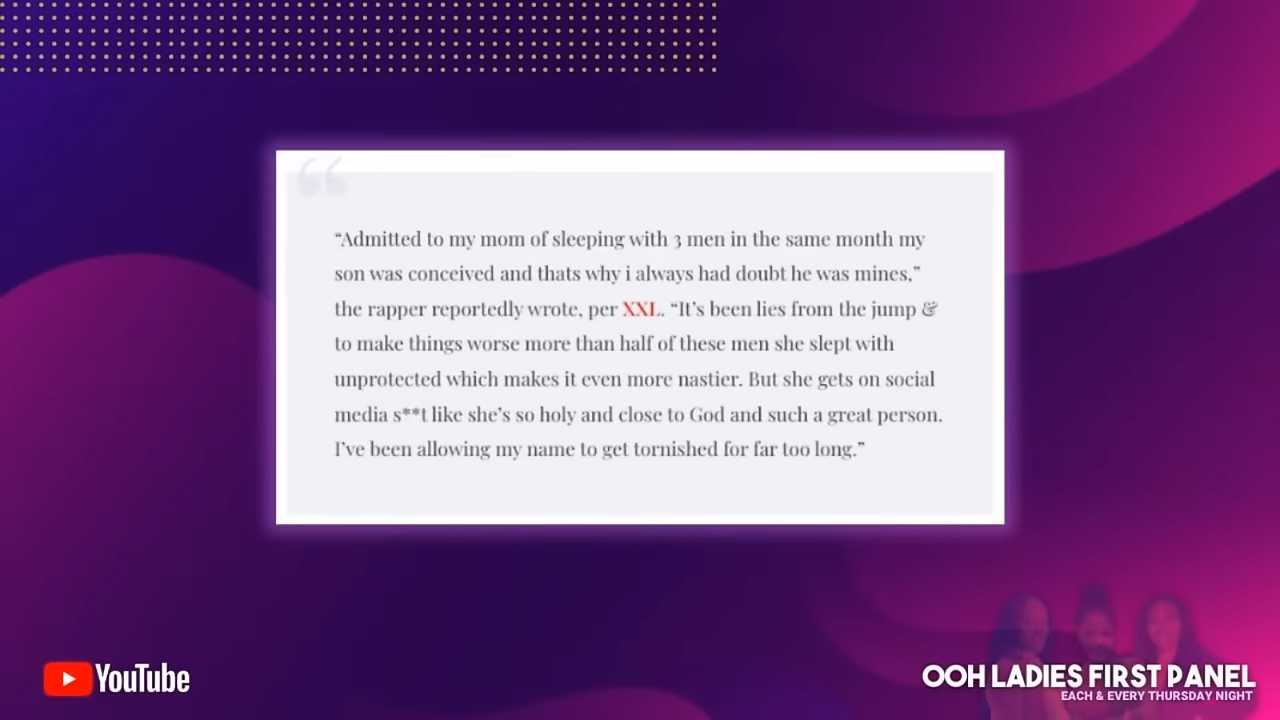 “Admitted to my mom of sleeping with 3 men in the same month my
son was conceived and thats why i always had doubt he was mines,”
the rapper reportedly wrote, per XXL. “It’s been lies from the jump &
to make things worse more than half of these men she slept with
unprotected which makes it even more nastier. But she gets on social
media s**t like she’s so holy and close to God and such a great person.
I’ve been allowing my name to get tornished for far too long.”
YouTube
OOH LADIES FIRST PANEL
EACH & EVERY THURSDAY NIGHT